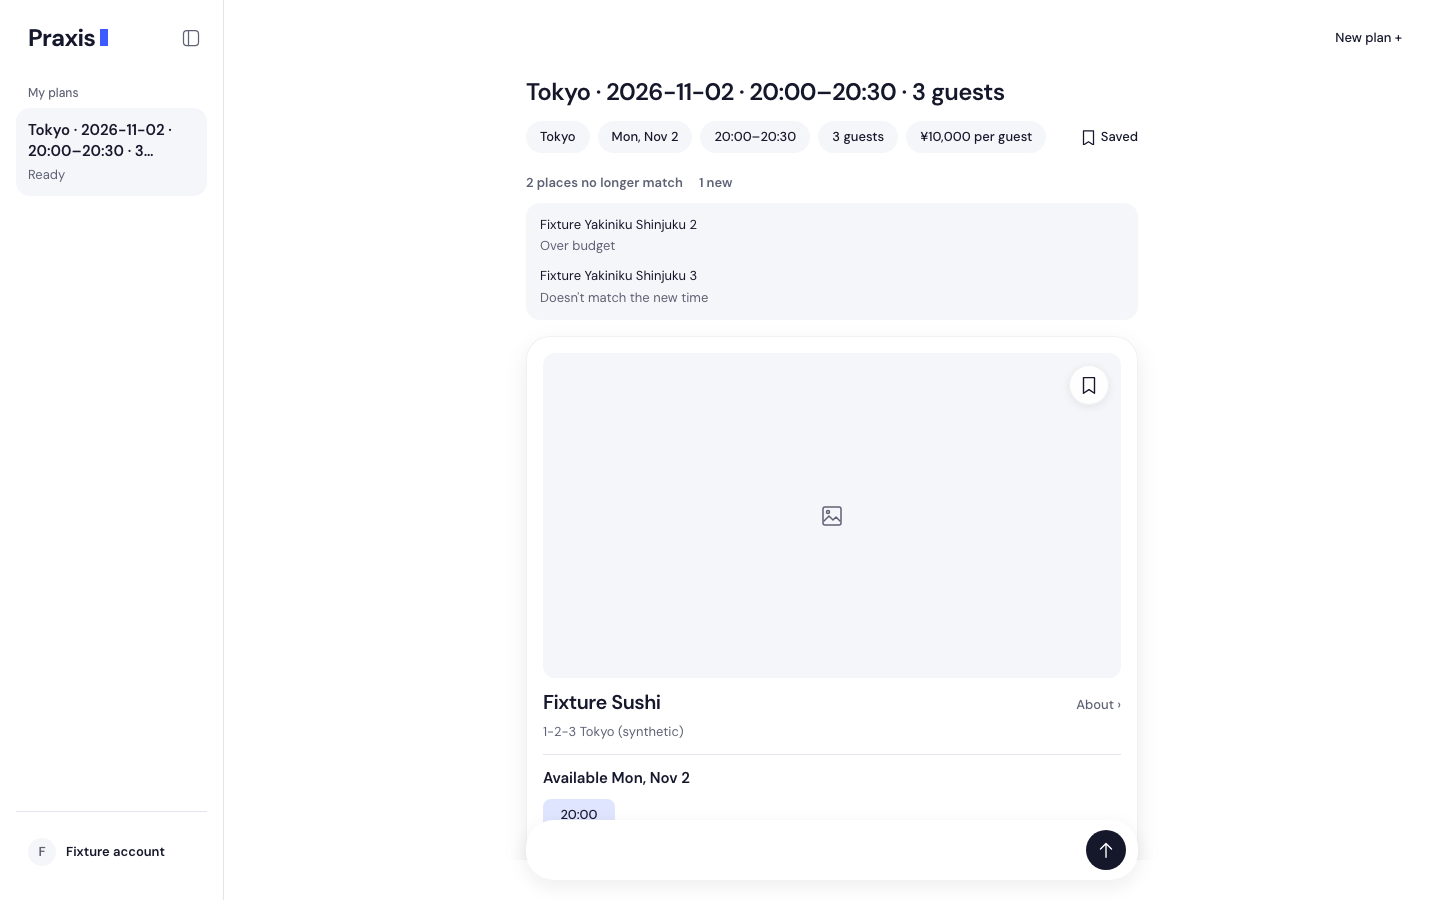 Praxis
New plan +
My plans
Tokyo · 2026-11-02 ·
20:00–20:30 · 3...
Ready
Tokyo · 2026-11-02 · 20:00–20:30 · 3 guests
Tokyo
Mon, Nov 2
20:00–20:30
3 guests
¥10,000 per guest
Saved
2 places no longer match
1 new
Fixture Yakiniku Shinjuku 2
Over budget
Fixture Yakiniku Shinjuku 3
Doesn't match the new time
Fixture Sushi
About ›
1-2-3 Tokyo (synthetic)
Available Mon, Nov 2
20:00
F
Fixture account